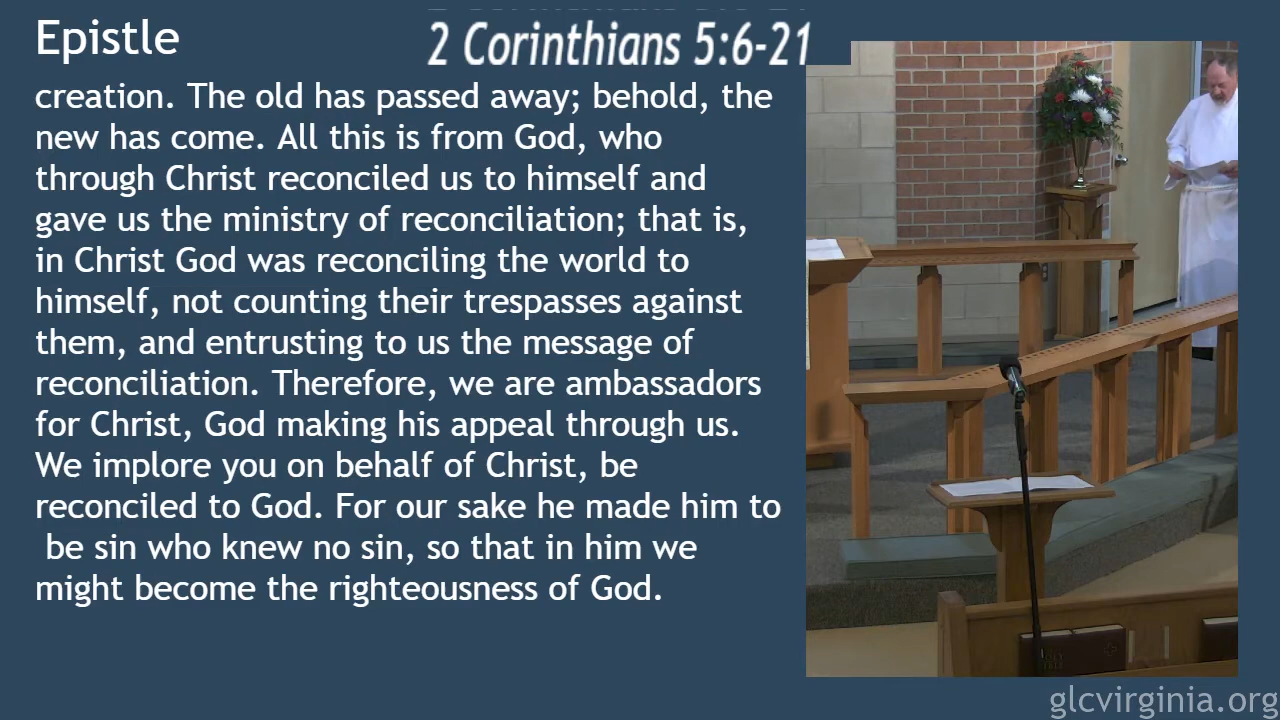 Epistle
2 Corinthians 5:6-21
creation. The old has passed away; behold, the
new has come. All this is from God, who
through Christ reconciled us to himself and
gave us the ministry of reconciliation; that is,
in Christ God was reconciling the world to
himself, not counting their trespasses against
them, and entrusting to us the message of
reconciliation. Therefore, we are ambassadors
for Christ, God making his appeal through us.
We implore you on behalf of Christ, be
reconciled to God. For our sake he made him to
be sin who knew no sin, so that in him we
might become the righteousness of God.
glcvirginia.org